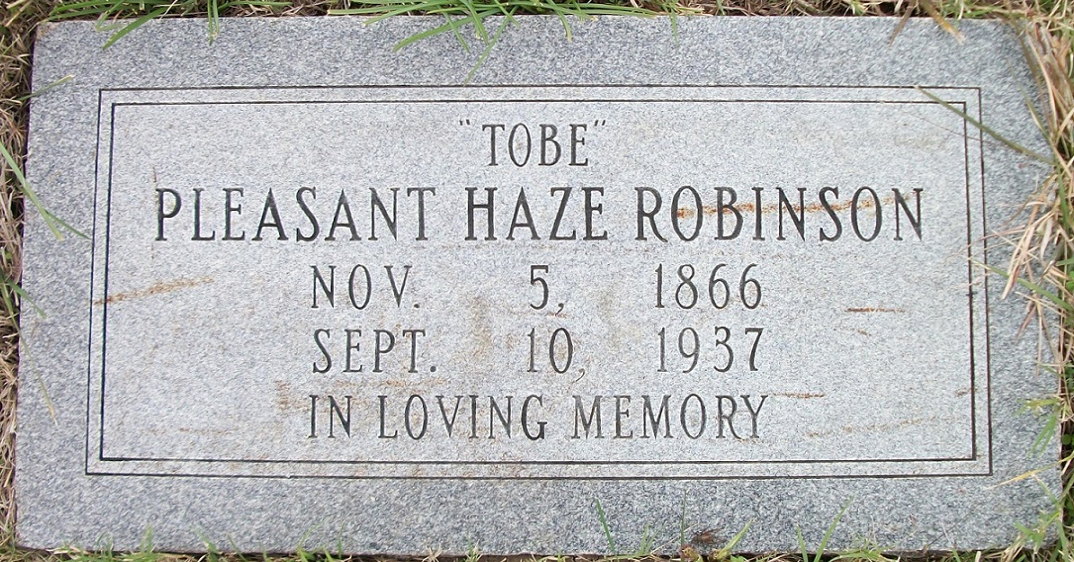 "TOBE"
PLEASANT HAZE ROBINSON
NOV. 5, 1866
SEPT. 10, 1937
IN LOVING MEMORY